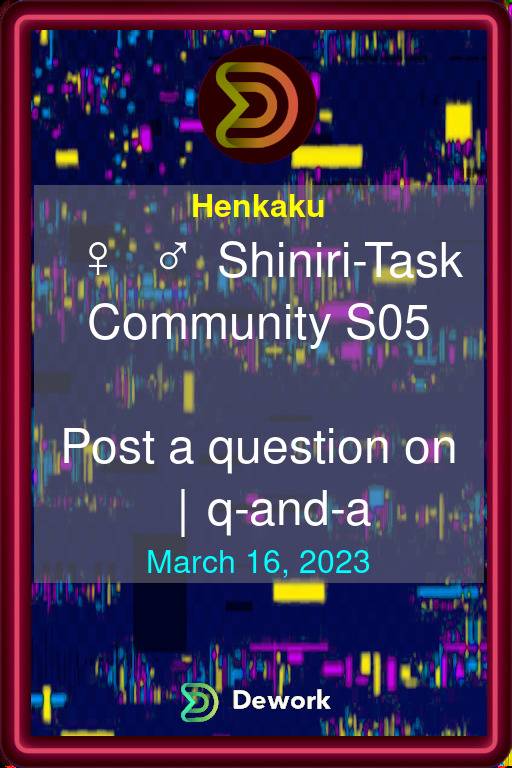 Henkaku
♀ ♂ Shiniri-Task
Community S05
Post a question on
| q-and-a
March 16, 2023
Dework